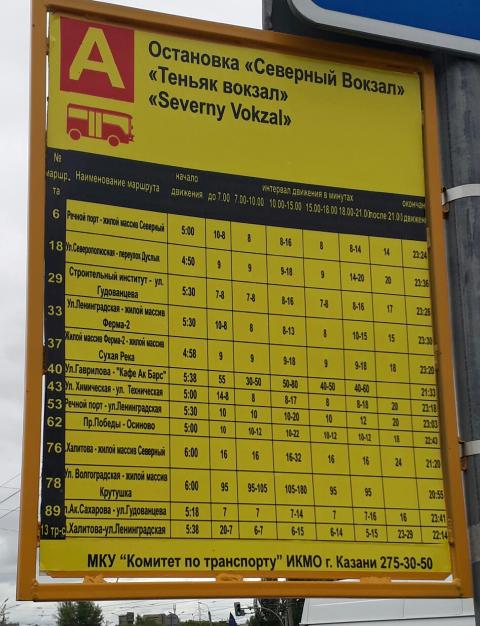 А
Остановка «Северный Вокзал»
«Теньяк вокзал»
«Severny Vokzal»
№ маршр та Наименование маршрута начало движения интервал движения в минутах окончан движени
до 7.00 7.00-10.00 10.00-15.00 15.00-18.00 18.00-21.0 после 21.00
6 Речной порт - жилой массив Северный 5:00 10-8 8 8-16 8 8-14 14 23:24
18 Ул.Северополюсная - переулок Дуслык 4:50 9 9 9-18 9 14-20 20 23:36
29 Строительный институт - ул. Гудованцева 5:30 7-8 7-8 8-16 7-8 8-16 17 23:26
33 Ул.Ленинградская - жилой массив Ферма-2 5:30 10-8 8 8-13 8 10-15 15 23:30
37 Жилой массив Ферма-2 - жилой массив Сухая Река 4:58 9 9 9-18 9 9-18 18 23:20
40 Ул.Гаврилова - "Кафе Ак Барс" 5:38 55 30-50 50-80 40-50 40-60 21:33
43 Ул. Химическая - ул. Техническая 5:00 14-8 8 8-17 8 8-18 20 23:18
53 Речной порт - ул.Ленинградская 5:30 10 10 10-20 10 12 20 23:03
62 Пр.Победы - Осиново 5:00 10 10-12 10-22 10-12 10-12 18 22:43
76 .Халитова - жилой массив Северный 6:00 16 16 16-32 16 16 24 21:20
78 Ул. Волгоградская - жилой массив Крутушка 6:00 95 95-105 105-180 95 95 20:55
89 л.Ак.Сахарова - ул.Гудованцева 5:18 7 7 7-14 7 7-16 16 23:41
13 тр-с .Халитова-ул.Ленинградская 5:38 20-7 6-7 6-15 6-14 5-15 23-29 22:14
МКУ "Комитет по транспорту" ИКМО г. Казани 275-30-50